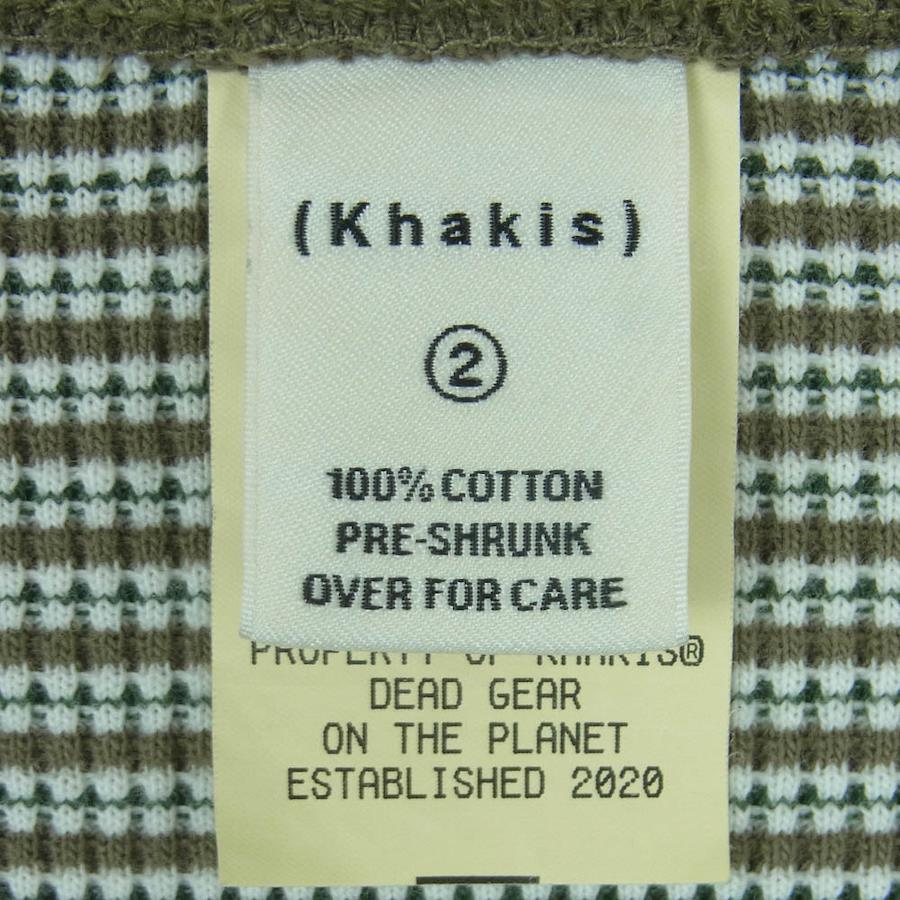 (Khakis)
2
100% COTTON
PRE-SHRUNK
OVER FOR CARE
PROPERTY OF KHAKIS®
DEAD GEAR
ON THE PLANET
ESTABLISHED 2020